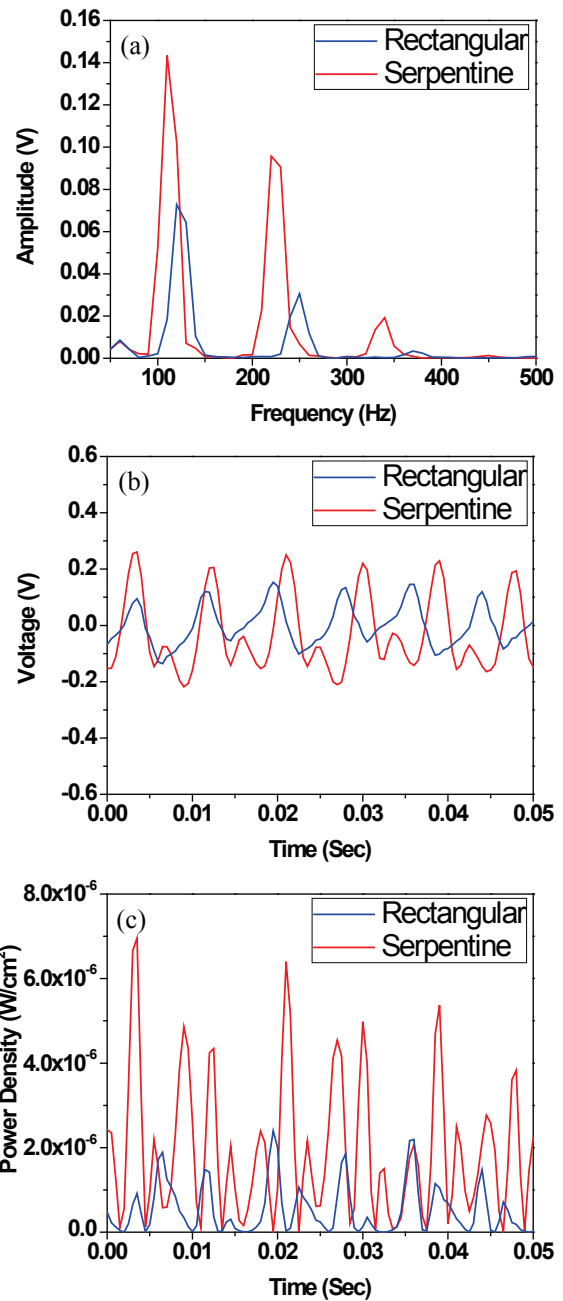 (a)
Rectangular
Serpentine
0.16
0.14
0.12
0.10
0.08
0.06
0.04
0.02
0.00
Amplitude (V)
100 200 300 400 500
Frequency (Hz)
(b)
Rectangular
Serpentine
0.6
0.4
0.2
0.0
-0.2
-0.4
-0.6
Voltage (V)
0.00 0.01 0.02 0.03 0.04 0.05
Time (Sec)
(c)
Rectangular
Serpentine
8.0x10⁻⁶
6.0x10⁻⁶
4.0x10⁻⁶
2.0x10⁻⁶
0.0
Power Density (W/cm²)
0.00 0.01 0.02 0.03 0.04 0.05
Time (Sec)